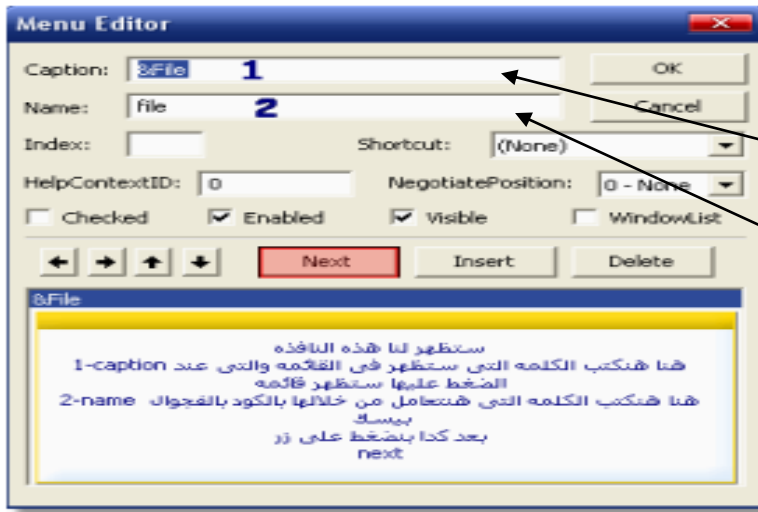 Menu Editor
Caption: &File 1 OK
Name: file 2 Cancel
Index: Shortcut: (None)
HelpContextID: 0 NegotiatePosition: 0 - None
Checked Enabled Visible WindowList
Next Insert Delete
&File
ستظهر لنا هذه النافذه
1-caption هنا هنكتب الكلمه التى ستظهر فى القائمه والتى عند
الضغط عليها ستظهر قائمه
2-name هنا هنكتب الكلمه التى هنتعامل من خلالها بالكود بالفجوال
بيسك
بعد كدا بنضغط على زر
next